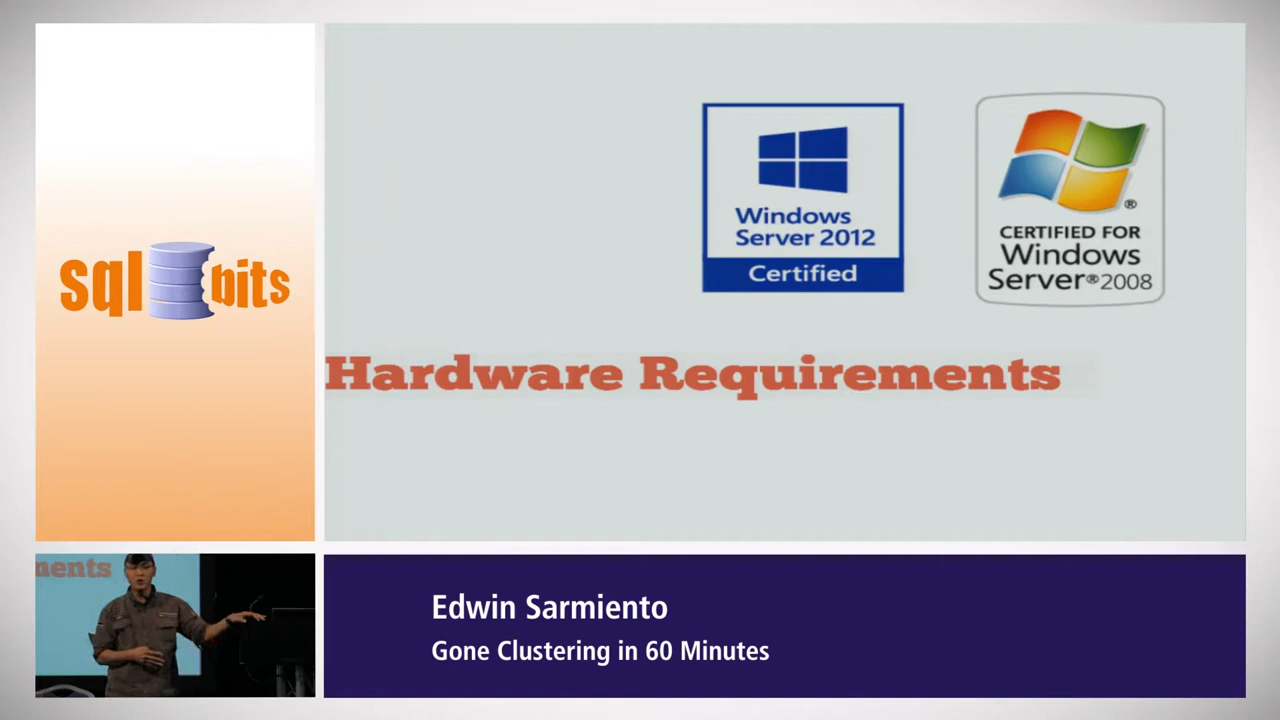 sql bits
Windows
Server 2012
Certified
®
CERTIFIED FOR
Windows
Server®2008
Hardware Requirements
ments
Edwin Sarmiento
Gone Clustering in 60 Minutes